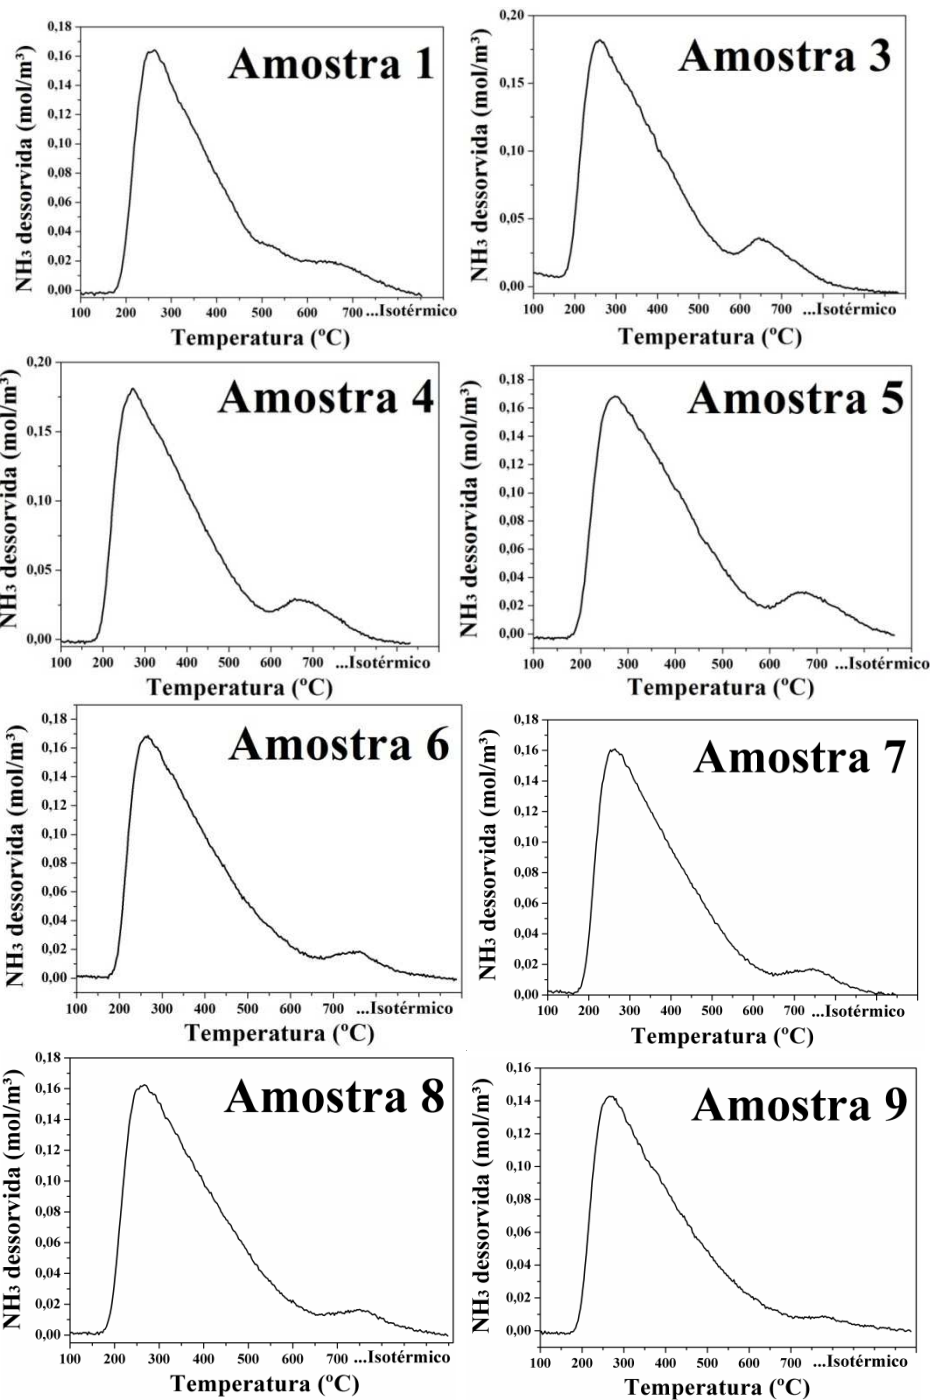 Amostra 1
NH₃ dessorvida (mol/m³)
0,18
0,16
0,14
0,12
0,10
0,08
0,06
0,04
0,02
0,00
100 200 300 400 500 600 700 ...Isotérmico
Temperatura (ºC)
Amostra 3
NH₃ dessorvida (mol/m³)
0,20
0,15
0,10
0,05
0,00
100 200 300 400 500 600 700 ...Isotérmico
Temperatura (ºC)
Amostra 4
NH₃ dessorvida (mol/m³)
0,20
0,15
0,10
0,05
0,00
100 200 300 400 500 600 700 ...Isotérmico
Temperatura (ºC)
Amostra 5
NH₃ dessorvida (mol/m³)
0,18
0,16
0,14
0,12
0,10
0,08
0,06
0,04
0,02
0,00
100 200 300 400 500 600 700 ...Isotérmico
Temperatura (ºC)
Amostra 6
NH₃ dessorvida (mol/m³)
0,18
0,16
0,14
0,12
0,10
0,08
0,06
0,04
0,02
0,00
100 200 300 400 500 600 700 ...Isotérmico
Temperatura (ºC)
Amostra 7
NH₃ dessorvida (mol/m³)
0,18
0,16
0,14
0,12
0,10
0,08
0,06
0,04
0,02
0,00
100 200 300 400 500 600 700 ...Isotérmico
Temperatura (ºC)
Amostra 8
NH₃ dessorvida (mol/m³)
0,18
0,16
0,14
0,12
0,10
0,08
0,06
0,04
0,02
0,00
100 200 300 400 500 600 700 ...Isotérmico
Temperatura (ºC)
Amostra 9
NH₃ dessorvida (mol/m³)
0,16
0,14
0,12
0,10
0,08
0,06
0,04
0,02
0,00
100 200 300 400 500 600 700 ...Isotérmico
Temperatura (ºC)